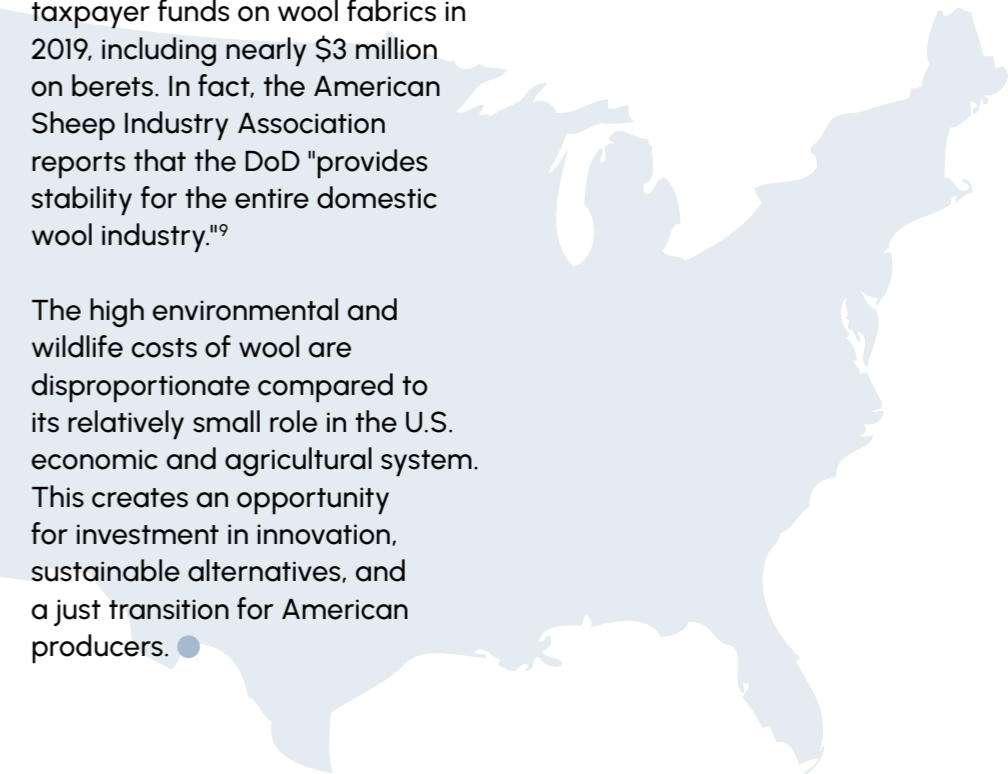 taxpayer funds on wool fabrics in
2019, including nearly $3 million
on berets. In fact, the American
Sheep Industry Association
reports that the DoD "provides
stability for the entire domestic
wool industry."⁹
The high environmental and
wildlife costs of wool are
disproportionate compared to
its relatively small role in the U.S.
economic and agricultural system.
This creates an opportunity
for investment in innovation,
sustainable alternatives, and
a just transition for American
producers.